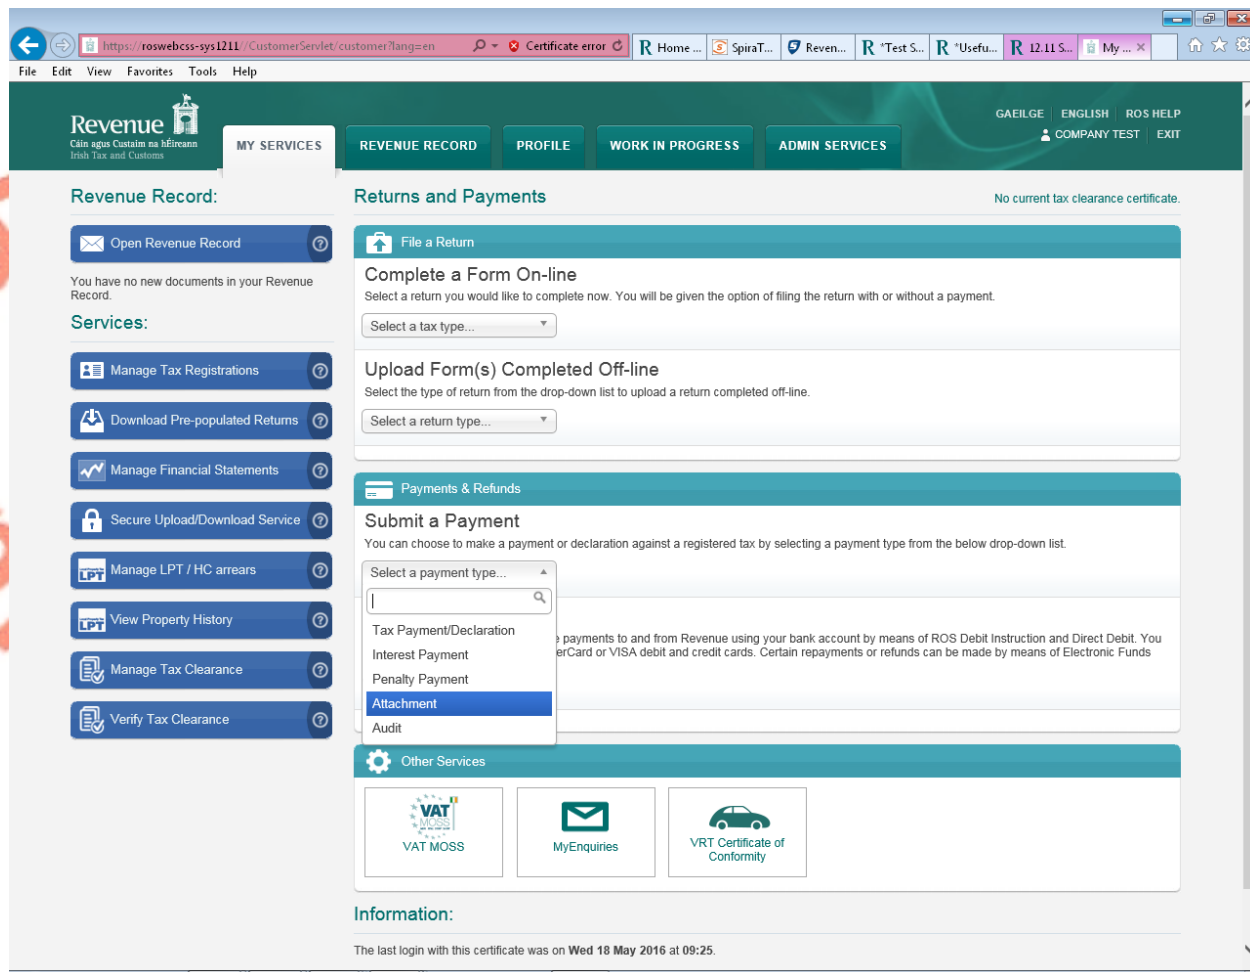 https://roswebcss-sys1211//CustomerServlet/customer?lang=en
Certificate error
Home ...
SpiraT...
Reven...
*Test S...
*Usefu...
12.11 S...
My ...
File Edit View Favorites Tools Help
Revenue
Cáin agus Custaim na hÉireann
Irish Tax and Customs
MY SERVICES
REVENUE RECORD
PROFILE
WORK IN PROGRESS
ADMIN SERVICES
GAEILGE ENGLISH ROS HELP
COMPANY TEST EXIT
Revenue Record:
Open Revenue Record
You have no new documents in your Revenue
Record.
Services:
Manage Tax Registrations
Download Pre-populated Returns
Manage Financial Statements
Secure Upload/Download Service
LPT Manage LPT / HC arrears
LPT View Property History
Manage Tax Clearance
Verify Tax Clearance
Returns and Payments
No current tax clearance certificate.
File a Return
Complete a Form On-line
Select a return you would like to complete now. You will be given the option of filing the return with or without a payment.
Select a tax type...
Upload Form(s) Completed Off-line
Select the type of return from the drop-down list to upload a return completed off-line.
Select a return type...
Payments & Refunds
Submit a Payment
You can choose to make a payment or declaration against a registered tax by selecting a payment type from the below drop-down list.
Select a payment type...
Tax Payment/Declaration
Interest Payment
Penalty Payment
Attachment
Audit
payments to and from Revenue using your bank account by means of ROS Debit Instruction and Direct Debit. You
erCard or VISA debit and credit cards. Certain repayments or refunds can be made by means of Electronic Funds
Other Services
VAT
MOSS
VAT MOSS
MyEnquiries
VRT Certificate of
Conformity
Information:
The last login with this certificate was on Wed 18 May 2016 at 09:25.